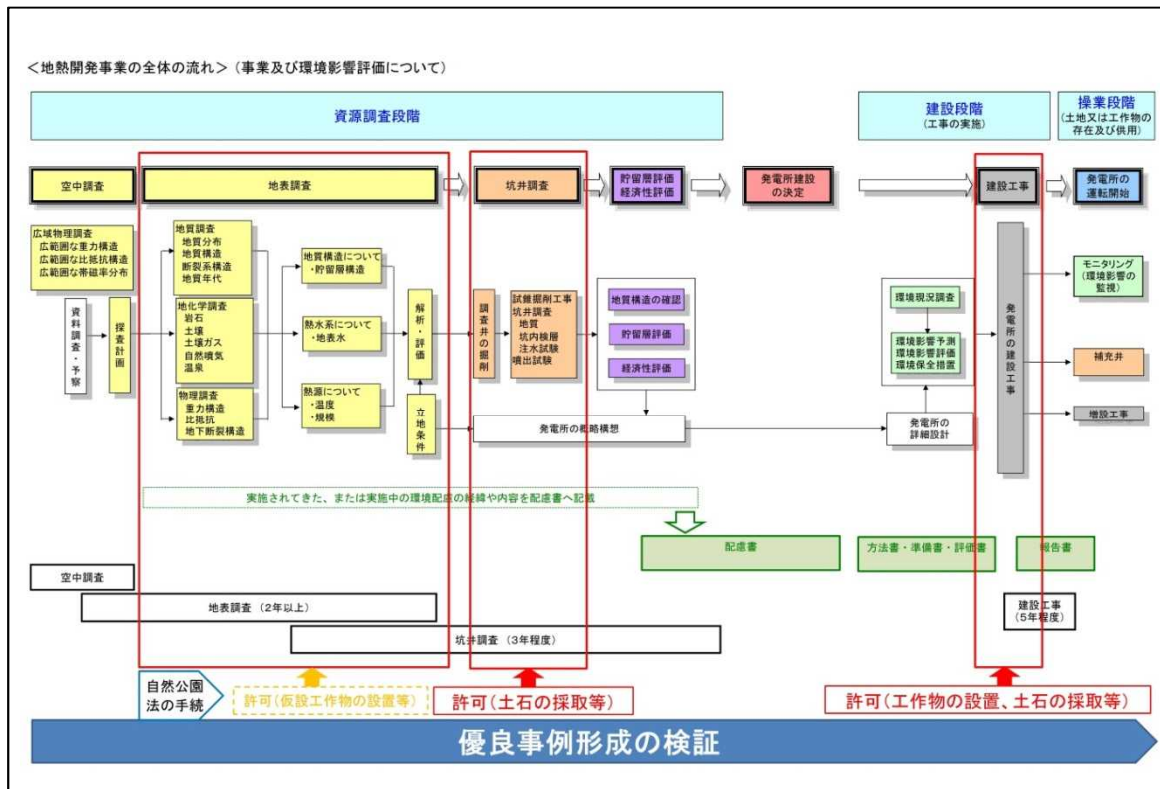 ＜地熱開発事業の全体の流れ＞（事業及び環境影響評価について）
資源調査段階
建設段階
（工事の実施）
操業段階
（土地又は工作物の
存在及び供用）
空中調査
地表調査
坑井調査
貯留層評価
経済性評価
発電所建設
の決定
建設工事
発電所の
運転開始
広域物理調査
広範囲な重力構造
広範囲な比抵抗構造
広範囲な帯磁率分布
資料調査・予察
探査計画
地質調査
地質分布
地質構造
断裂系構造
地質年代
地化学調査
岩石
土壌
土壌ガス
自然噴気
温泉
物理調査
重力構造
比抵抗
地下断裂構造
地質構造について
・貯留層構造
熱水系について
・地表水
熱源について
・温度
・規模
解析・評価
立地条件
調査井の掘削
試錐掘削工事
坑井調査
地質
坑内検層
注水試験
噴出試験
地質構造の確認
貯留層評価
経済性評価
発電所の概略構想
環境現況調査
環境影響予測
環境影響評価
環境保全措置
発電所の
詳細設計
発電所の建設工事
モニタリング
（環境影響の
監視）
補充井
増設工事
実施されてきた、または実施中の環境配慮の経緯や内容を配慮書へ記載
配慮書
方法書・準備書・評価書
報告書
空中調査
地表調査（2年以上）
坑井調査（3年程度）
建設工事
（5年程度）
自然公園
法の手続
許可（仮設工作物の設置等）
許可（土石の採取等）
許可（工作物の設置、土石の採取等）
優良事例形成の検証